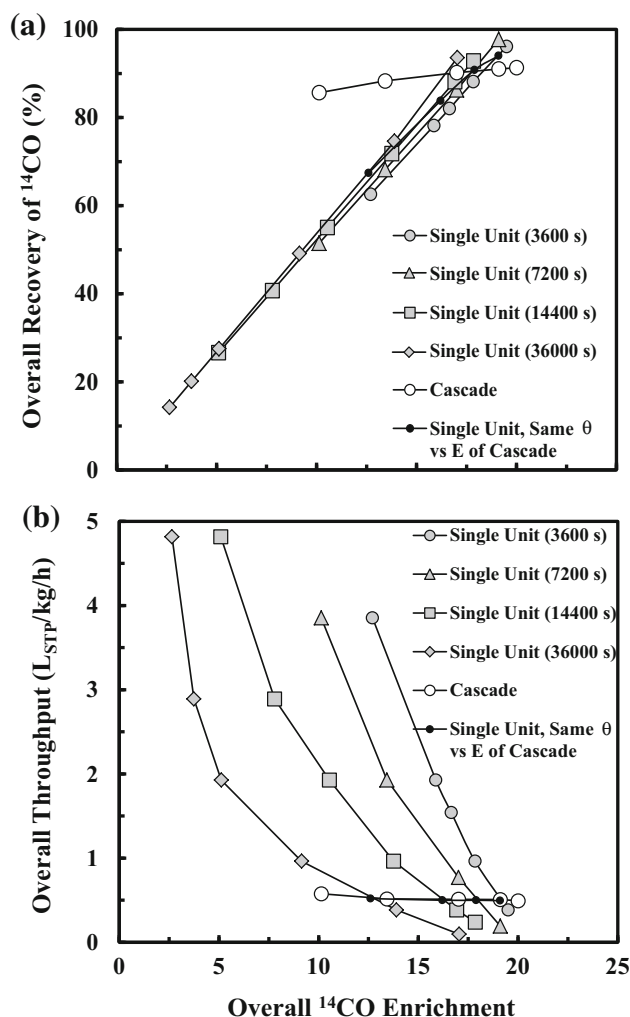 (a)
100
80
60
40
20
0
Overall Recovery of ¹⁴CO (%)
Single Unit (3600 s)
Single Unit (7200 s)
Single Unit (14400 s)
Single Unit (36000 s)
Cascade
Single Unit, Same θ
vs E of Cascade
(b)
5
4
3
2
1
0
Overall Throughput (L_STP/kg/h)
Single Unit (3600 s)
Single Unit (7200 s)
Single Unit (14400 s)
Single Unit (36000 s)
Cascade
Single Unit, Same θ
vs E of Cascade
0 5 10 15 20 25
Overall ¹⁴CO Enrichment